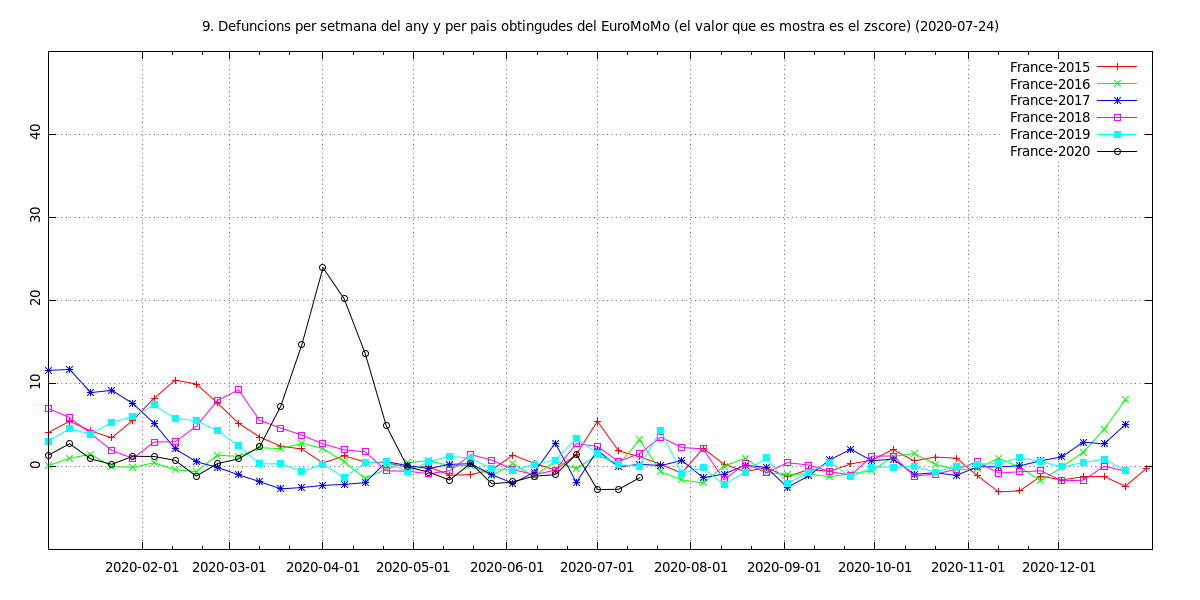 9. Defuncions per setmana del any y per pais obtingudes del EuroMoMo (el valor que es mostra es el zscore) (2020-07-24)
France-2015
France-2016
France-2017
France-2018
France-2019
France-2020
40
30
20
10
0
2020-02-01 2020-03-01 2020-04-01 2020-05-01 2020-06-01 2020-07-01 2020-08-01 2020-09-01 2020-10-01 2020-11-01 2020-12-01